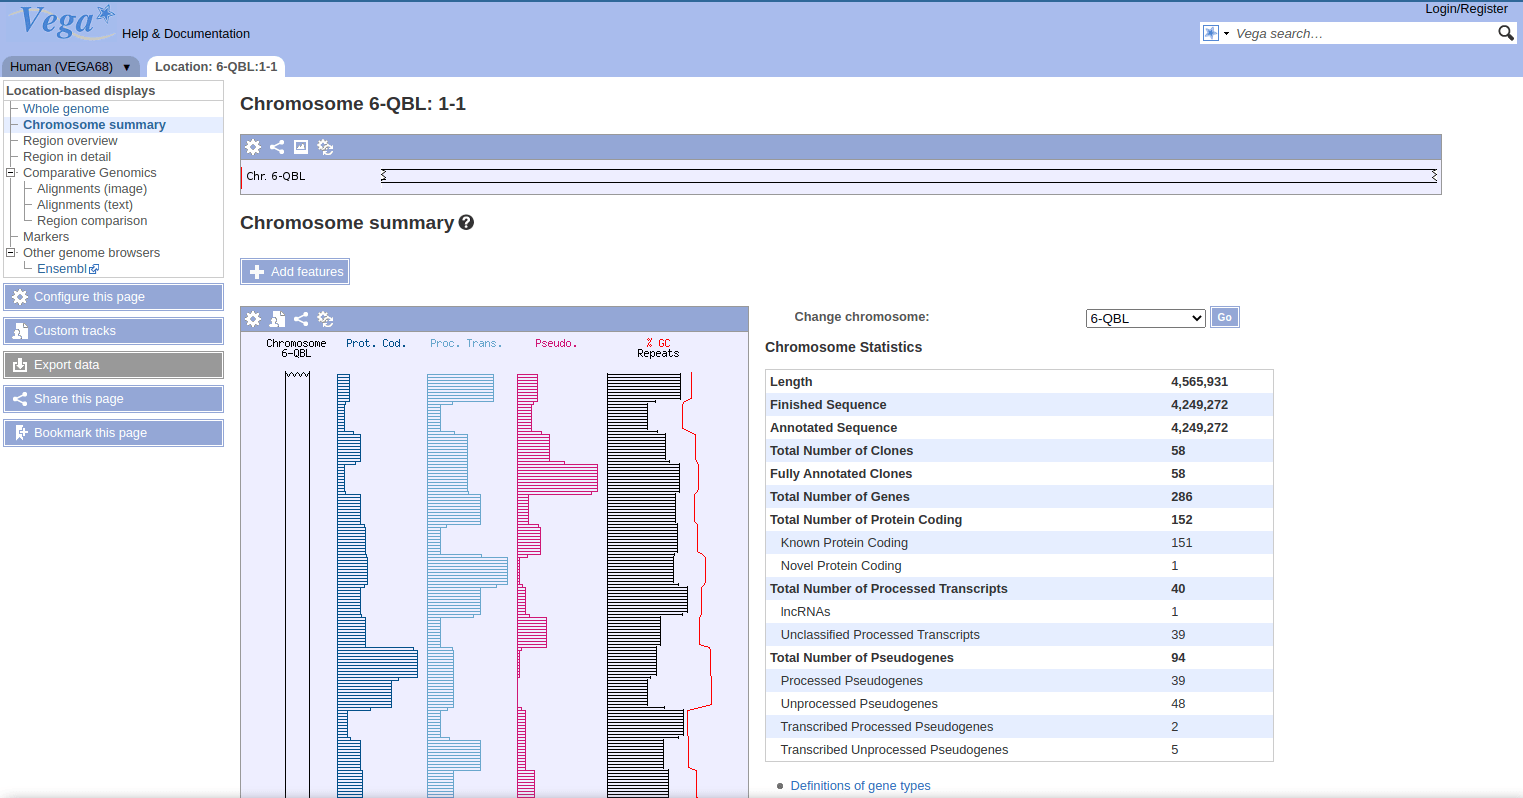 Login/Register
Vega
Help & Documentation
Vega search…
Human (VEGA68) ▼
Location: 6-QBL:1-1
Location-based displays
Whole genome
Chromosome summary
Region overview
Region in detail
Comparative Genomics
Alignments (image)
Alignments (text)
Region comparison
Markers
Other genome browsers
Ensembl
Configure this page
Custom tracks
Export data
Share this page
Bookmark this page
Chromosome 6-QBL: 1-1
Chr. 6-QBL
Chromosome summary
Add features
Chromosome
6-QBL
Prot. Cod.
Proc. Trans.
Pseudo.
% GC
Repeats
Change chromosome:
6-QBL
Go
Chromosome Statistics
Length 4,565,931
Finished Sequence 4,249,272
Annotated Sequence 4,249,272
Total Number of Clones 58
Fully Annotated Clones 58
Total Number of Genes 286
Total Number of Protein Coding 152
Known Protein Coding 151
Novel Protein Coding 1
Total Number of Processed Transcripts 40
lncRNAs 1
Unclassified Processed Transcripts 39
Total Number of Pseudogenes 94
Processed Pseudogenes 39
Unprocessed Pseudogenes 48
Transcribed Processed Pseudogenes 2
Transcribed Unprocessed Pseudogenes 5
Definitions of gene types